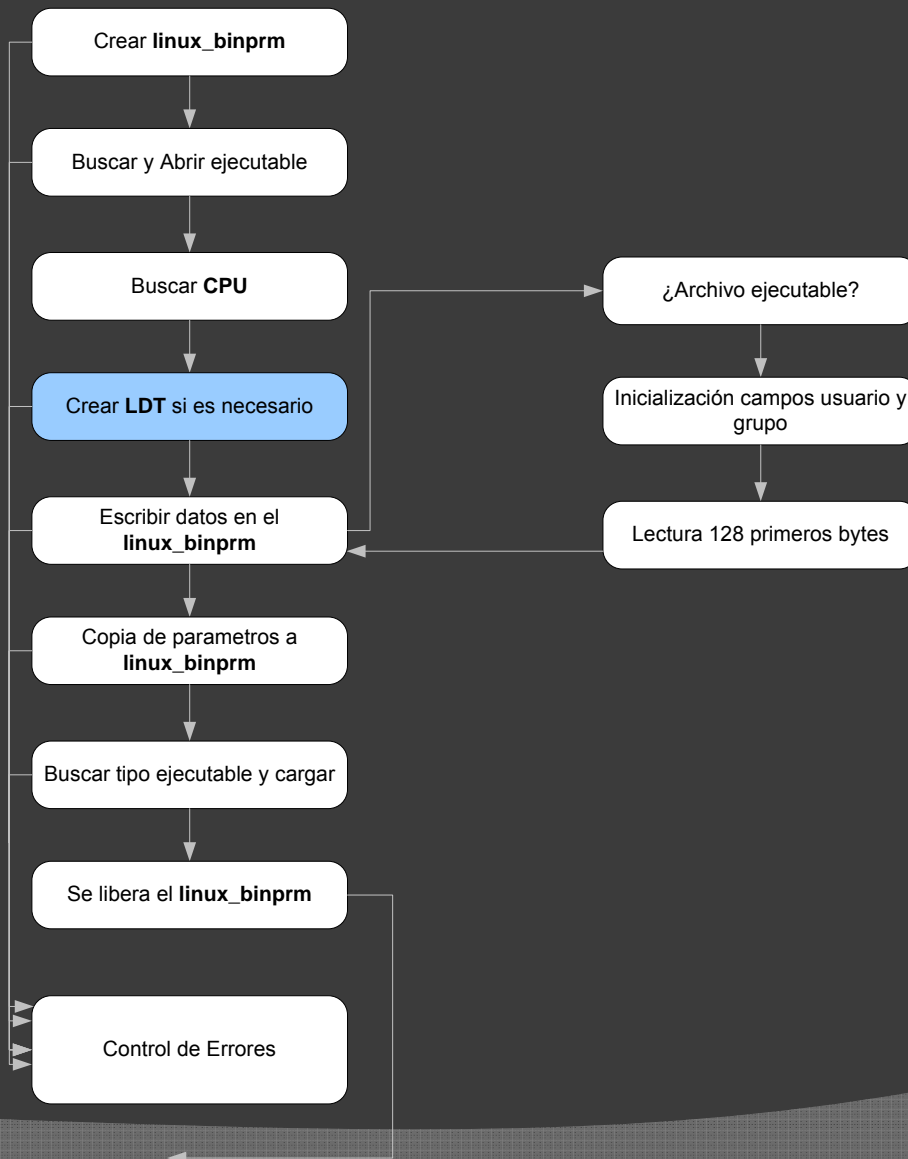 Crear linux_binprm
Buscar y Abrir ejecutable
Buscar CPU
Crear LDT si es necesario
Escribir datos en el
linux_binprm
Copia de parametros a
linux_binprm
Buscar tipo ejecutable y cargar
Se libera el linux_binprm
Control de Errores
¿Archivo ejecutable?
Inicialización campos usuario y
grupo
Lectura 128 primeros bytes